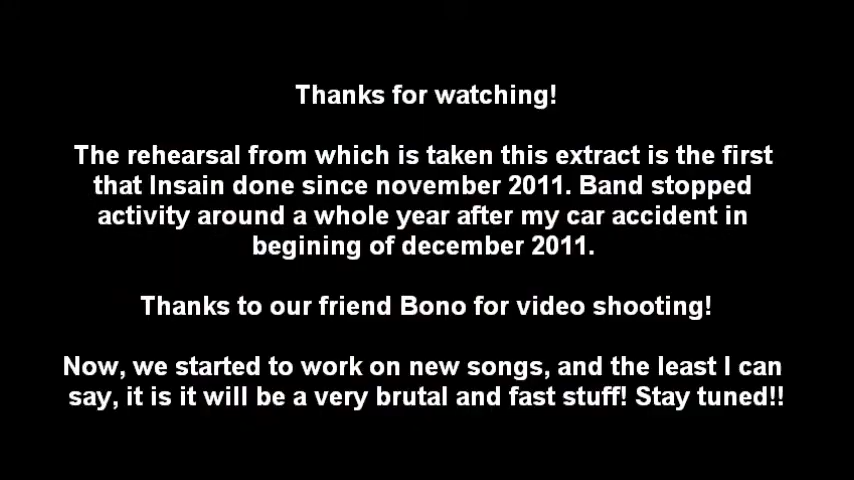 Thanks for watching!
The rehearsal from which is taken this extract is the first
that Insain done since november 2011. Band stopped
activity around a whole year after my car accident in
begining of december 2011.
Thanks to our friend Bono for video shooting!
Now, we started to work on new songs, and the least I can
say, it is it will be a very brutal and fast stuff! Stay tuned!!